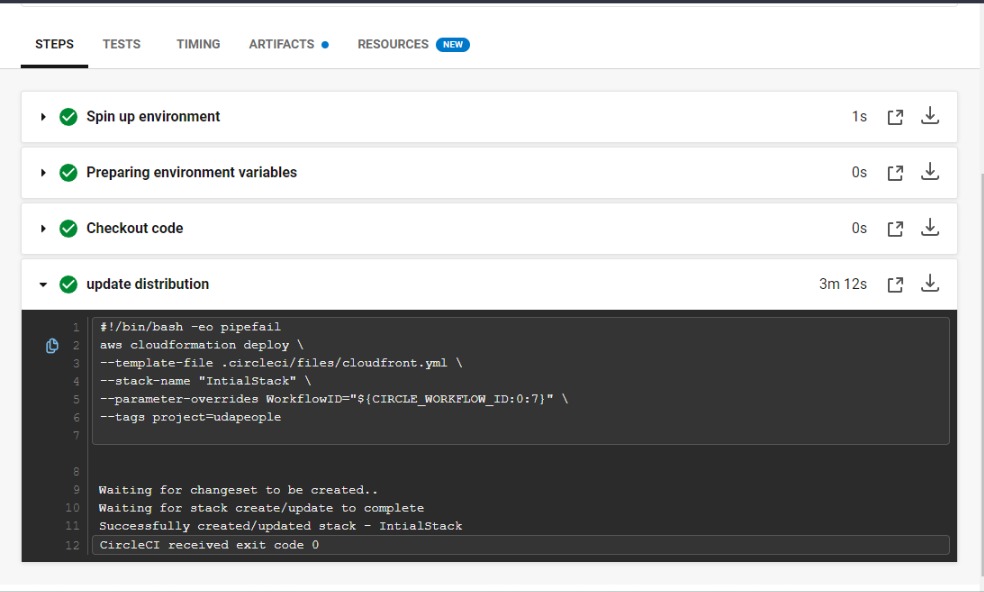 STEPS TESTS TIMING ARTIFACTS RESOURCES NEW
Spin up environment 1s
Preparing environment variables 0s
Checkout code 0s
update distribution 3m 12s
1 #!/bin/bash -eo pipefail
2 aws cloudformation deploy \
3 --template-file .circleci/files/cloudfront.yml \
4 --stack-name "IntialStack" \
5 --parameter-overrides WorkflowID="${CIRCLE_WORKFLOW_ID:0:7}" \
6 --tags project=udapeople
7
8
9 Waiting for changeset to be created..
10 Waiting for stack create/update to complete
11 Successfully created/updated stack - IntialStack
12 CircleCI received exit code 0